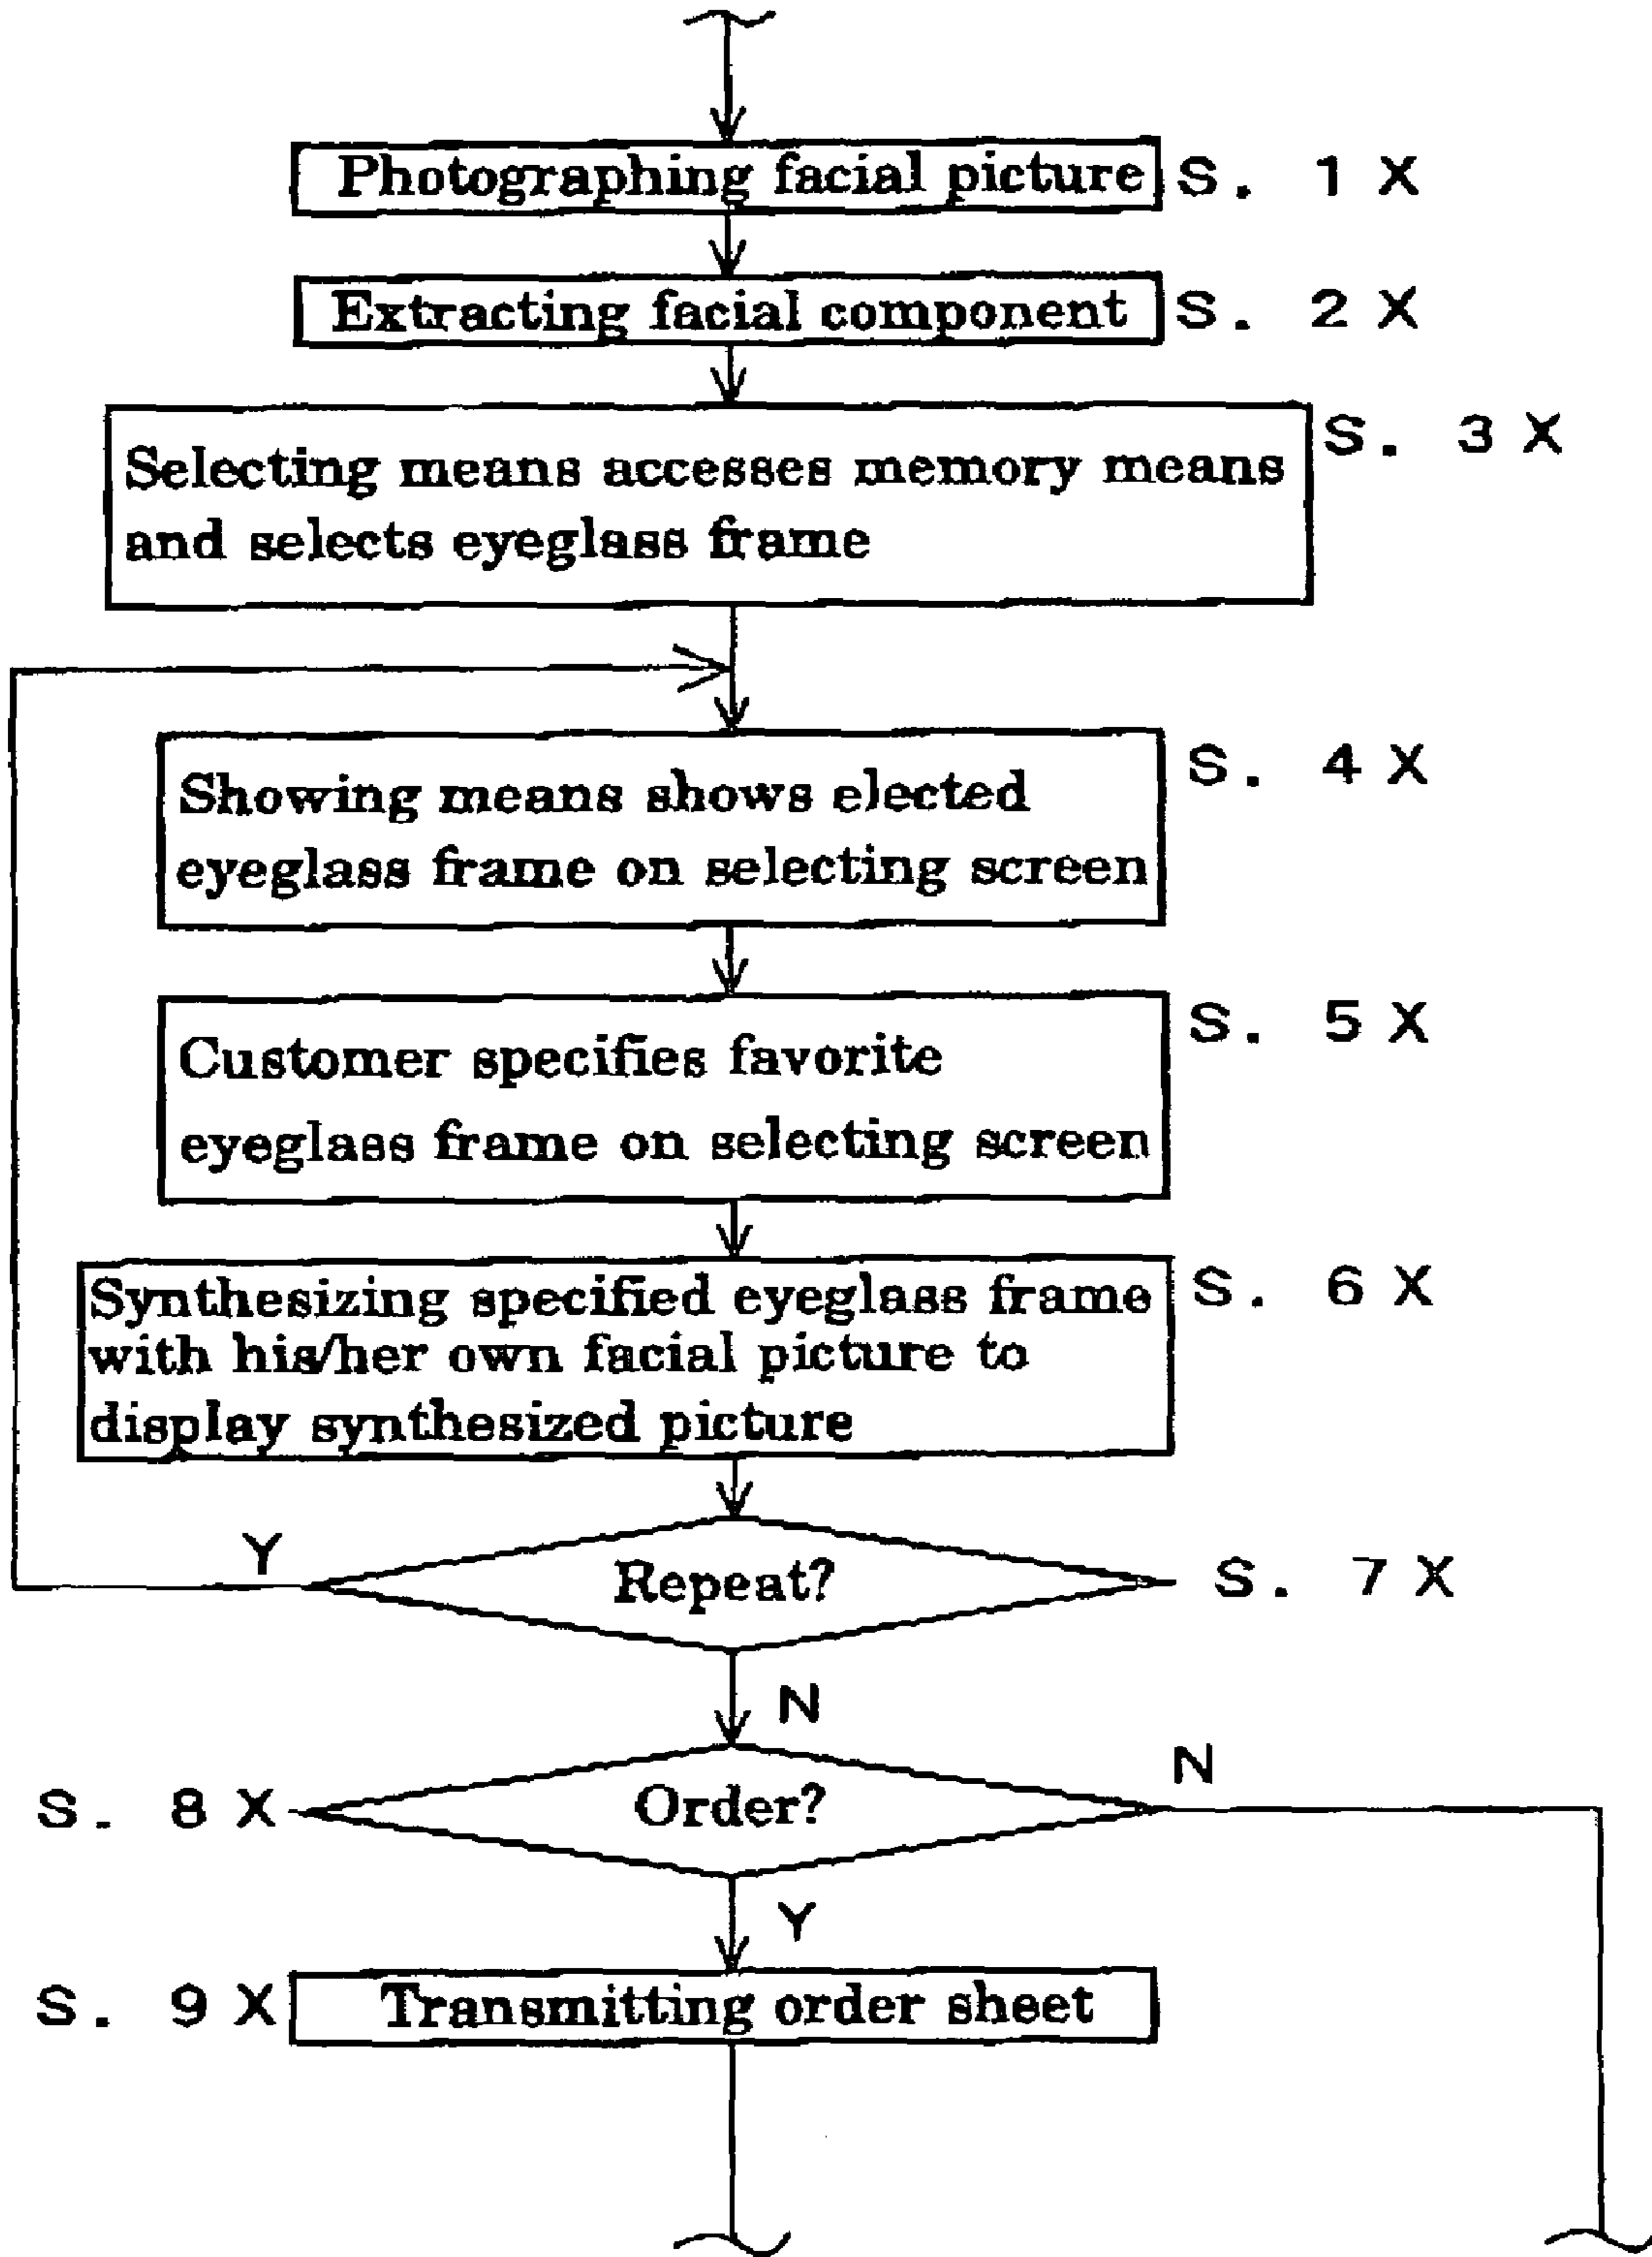 Photographing facial picture S. 1 X
Extracting facial component S. 2 X
S. 3 X
Selecting means accesses memory means
and selects eyeglass frame
S. 4 X
Showing means shows elected
eyeglass frame on selecting screen
S. 5 X
Customer specifies favorite
eyeglass frame on selecting screen
Synthesizing specified eyeglass frame S. 6 X
with his/her own facial picture to
display synthesized picture
Y
Repeat? S. 7 X
N
N
S. 8 X Order?
Y
S. 9 X Transmitting order sheet